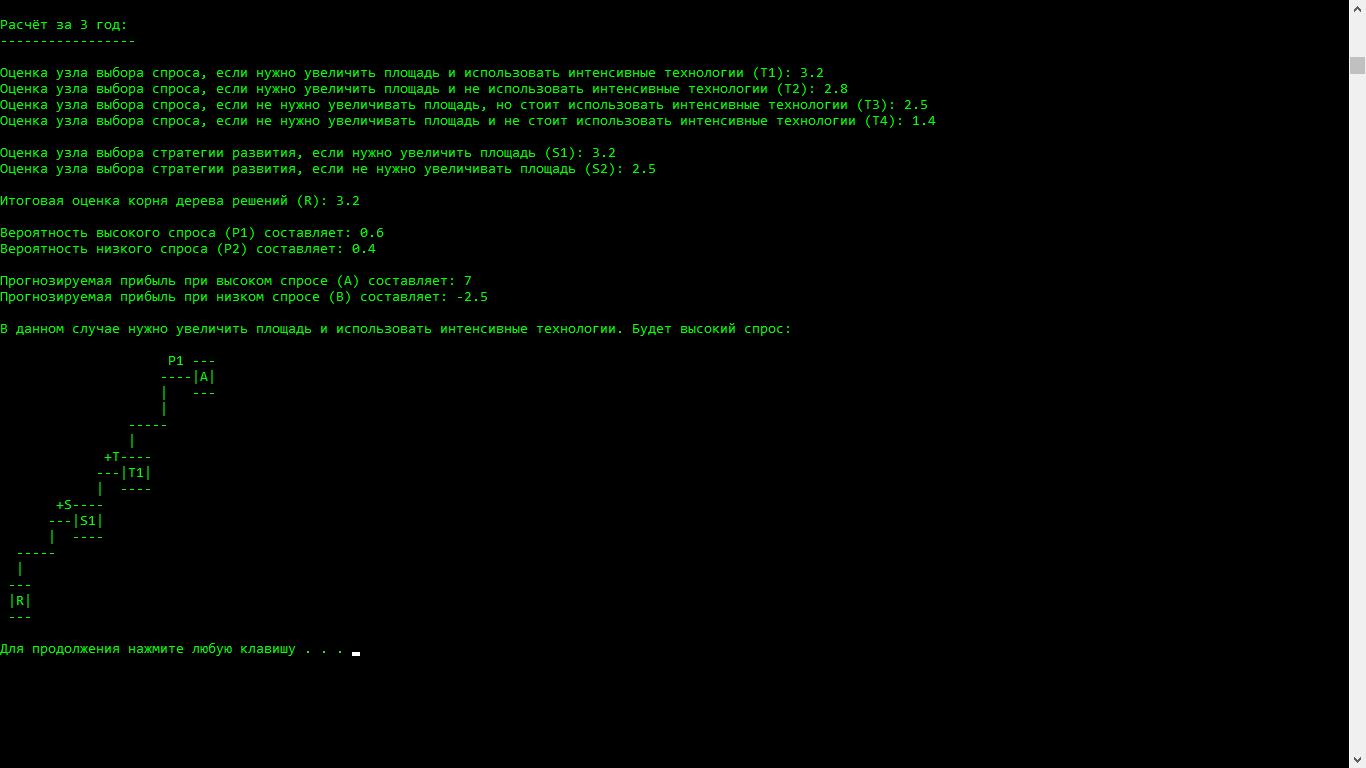 Расчёт за 3 год:
-----------------
Оценка узла выбора спроса, если нужно увеличить площадь и использовать интенсивные технологии (T1): 3.2
Оценка узла выбора спроса, если нужно увеличить площадь и не использовать интенсивные технологии (T2): 2.8
Оценка узла выбора спроса, если не нужно увеличивать площадь, но стоит использовать интенсивные технологии (T3): 2.5
Оценка узла выбора спроса, если не нужно увеличивать площадь и не стоит использовать интенсивные технологии (T4): 1.4
Оценка узла выбора стратегии развития, если нужно увеличить площадь (S1): 3.2
Оценка узла выбора стратегии развития, если не нужно увеличивать площадь (S2): 2.5
Итоговая оценка корня дерева решений (R): 3.2
Вероятность высокого спроса (P1) составляет: 0.6
Вероятность низкого спроса (P2) составляет: 0.4
Прогнозируемая прибыль при высоком спросе (A) составляет: 7
Прогнозируемая прибыль при низком спросе (B) составляет: -2.5
В данном случае нужно увеличить площадь и использовать интенсивные технологии. Будет высокий спрос:
                     P1 ---
                    ----|A|
                    |   ---
                    |
                -----
                |
             +T----
            ---|T1|
            |  ----
       +S----
      ---|S1|
      |  ----
  -----
  |
 ---
 |R|
 ---
Для продолжения нажмите любую клавишу . . .